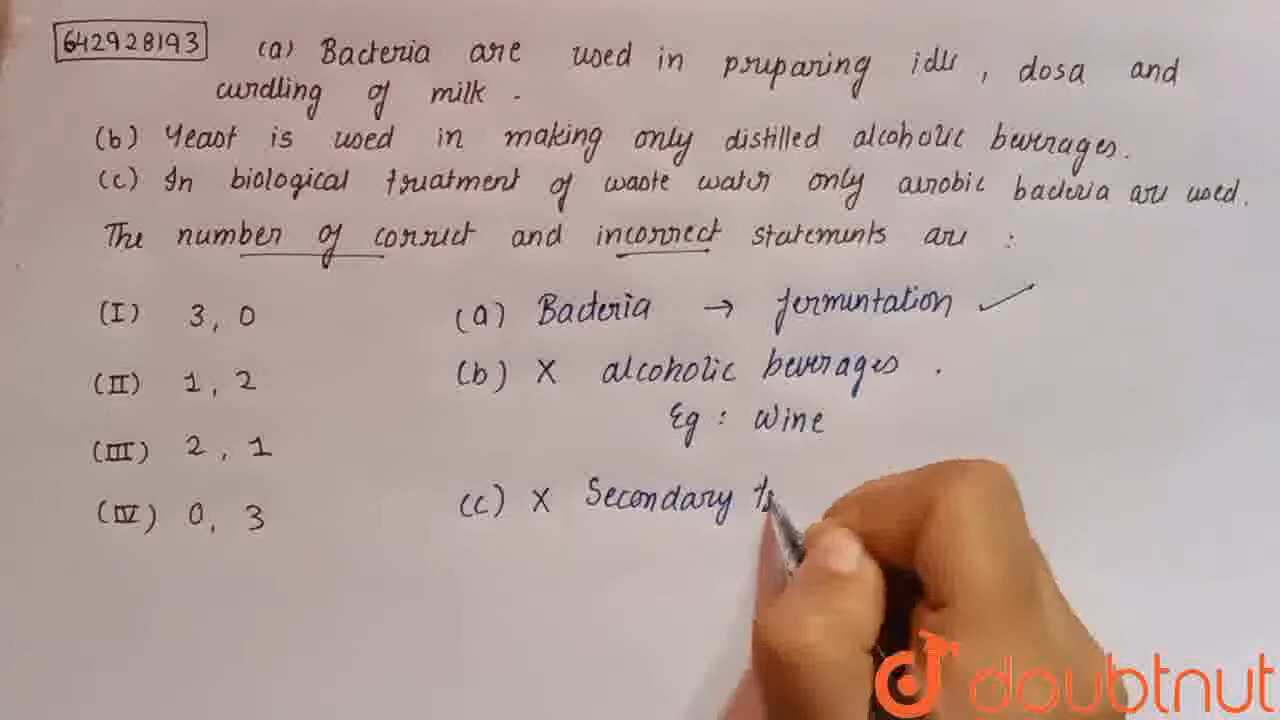 642928193
(a) Bacteria are used in preparing idli, dosa and
curdling of milk.
(b) Yeast is used in making only distilled alcoholic beverages.
(c) In biological treatment of waste water only aerobic bacteria are used.
The number of correct and incorrect statements are :
(I) 3, 0
(II) 1, 2
(III) 2, 1
(IV) 0, 3
(a) Bacteria → fermentation ✓
(b) X alcoholic beverages.
Eg : Wine
(c) X Secondary
doubtnut